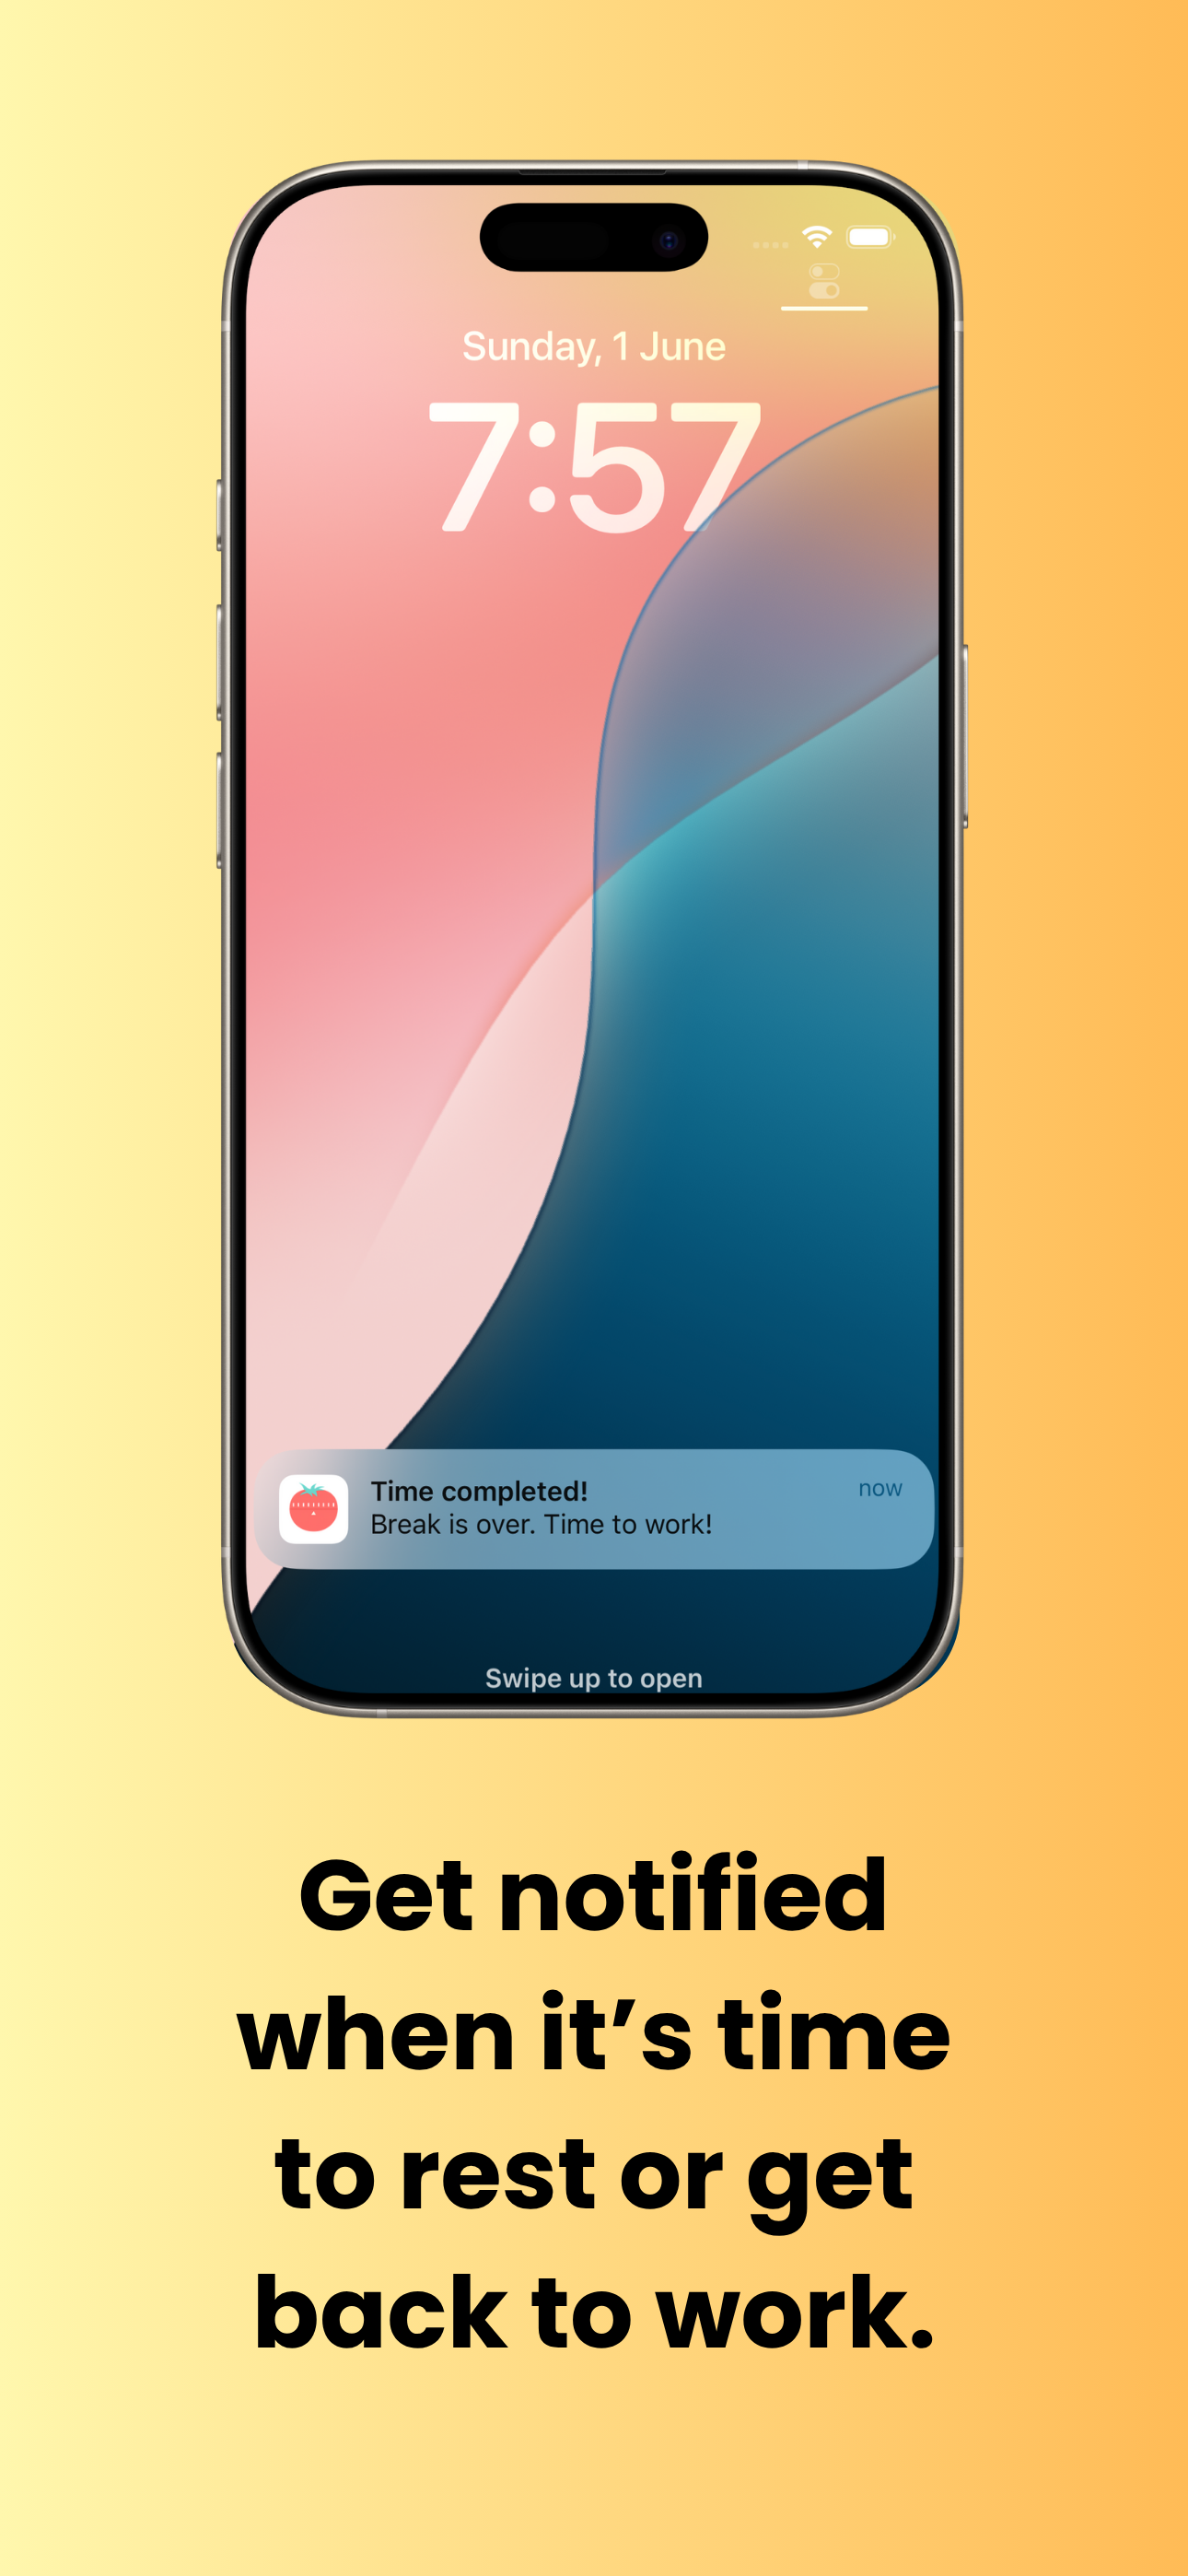 Sunday, 1 June
7:57
Time completed!
now
Break is over. Time to work!
Swipe up to open
Get notified
when it’s time
to rest or get
back to work.